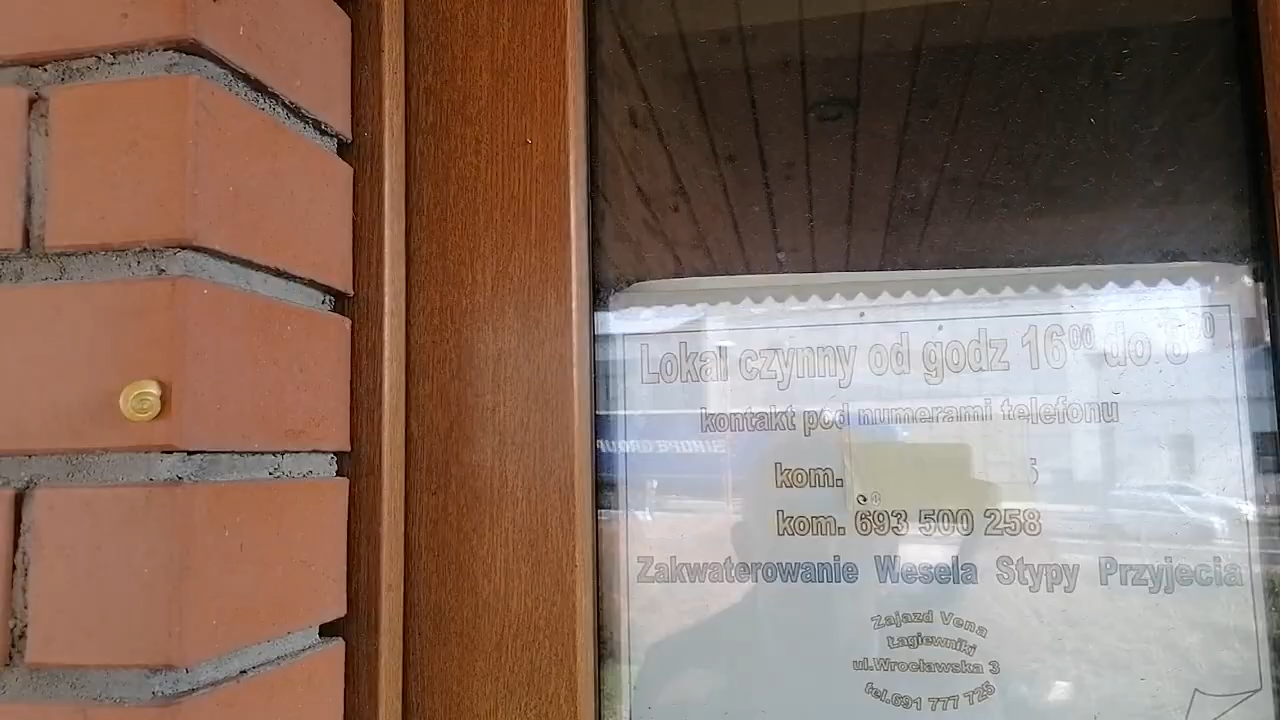 Lokal czynny od godz 16⁰⁰ do 8⁰⁰
kontakt pod numerami telefonu
kom.
kom. 693 500 258
Zakwaterowanie Wesela Stypy Przyjecia
Zajazd Vena
Łagiewniki
ul.Wrocławska 3
tel.691 777 725